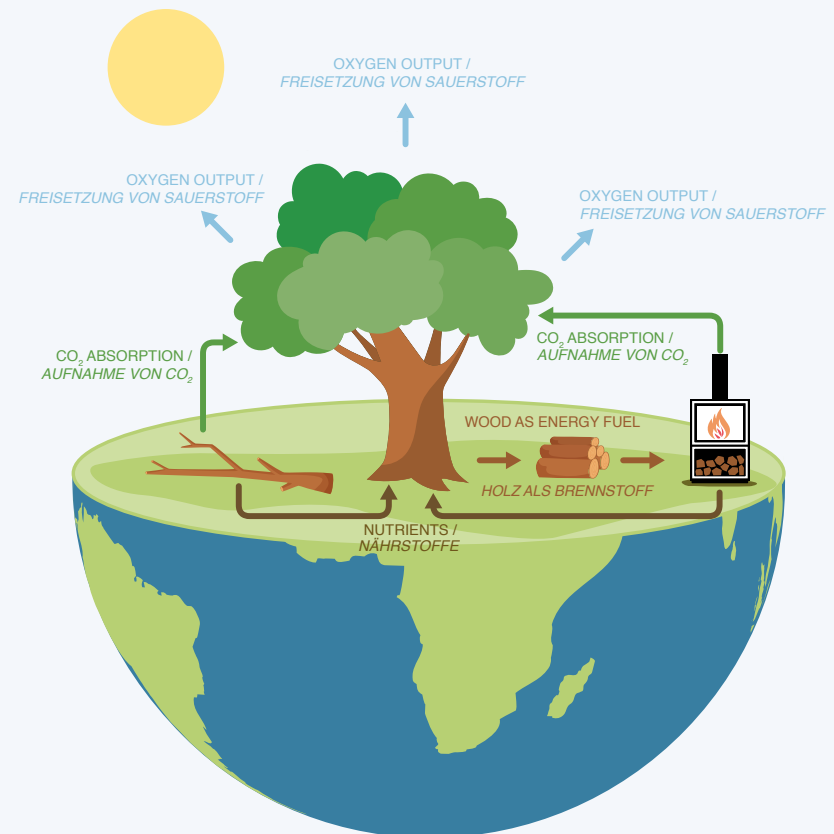 OXYGEN OUTPUT /
FREISETZUNG VON SAUERSTOFF
OXYGEN OUTPUT /
FREISETZUNG VON SAUERSTOFF
OXYGEN OUTPUT /
FREISETZUNG VON SAUERSTOFF
CO₂ ABSORPTION /
AUFNAHME VON CO₂
CO₂ ABSORPTION /
AUFNAHME VON CO₂
WOOD AS ENERGY FUEL
HOLZ ALS BRENNSTOFF
NUTRIENTS /
NÄHRSTOFFE